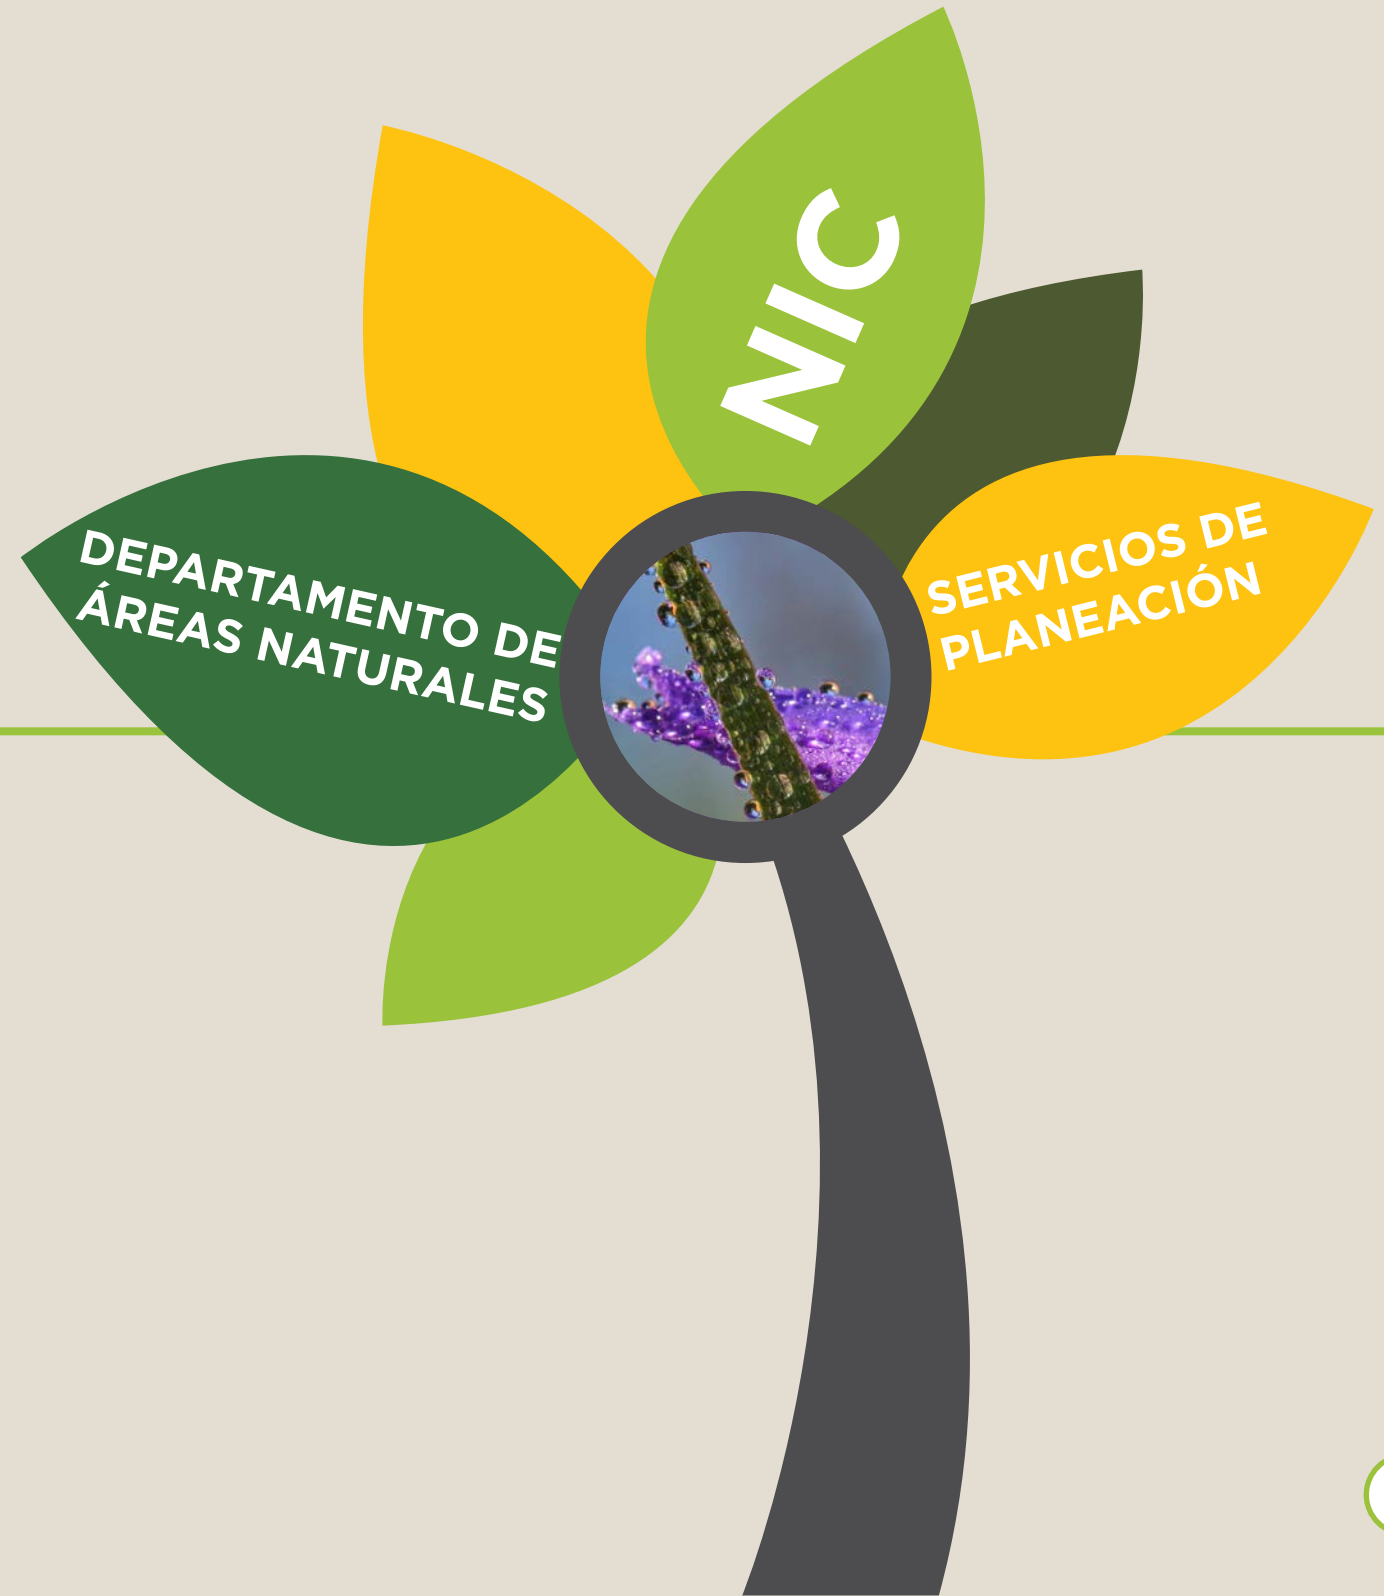 NIC
DEPARTAMENTO DE
ÁREAS NATURALES
SERVICIOS DE
PLANEACIÓN